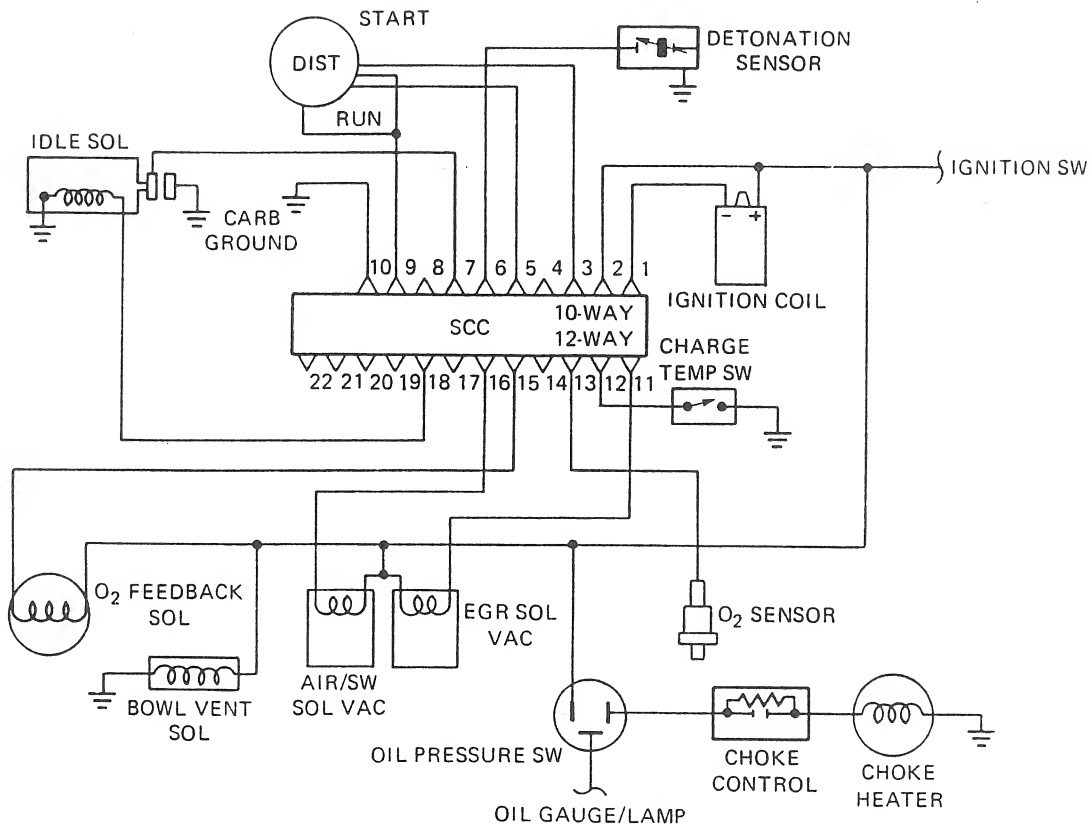 START
DIST
RUN
DETONATION
SENSOR
IDLE SOL
IGNITION SW
CARB
GROUND
- +
IGNITION COIL
10 9 8 7 6 5 4 3 2 1
SCC
10-WAY
12-WAY
CHARGE
TEMP SW
22 21 20 19 18 17 16 15 14 13 12 11
O2 FEEDBACK
SOL
EGR SOL
VAC
O2 SENSOR
AIR/SW
SOL VAC
BOWL VENT
SOL
OIL PRESSURE SW
CHOKE
CONTROL
CHOKE
HEATER
OIL GAUGE/LAMP